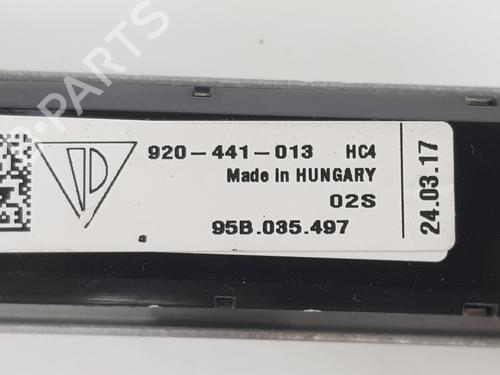 920-441-013 HC4
Made in HUNGARY
02S
95B.035.497
24.03.17
PARTS